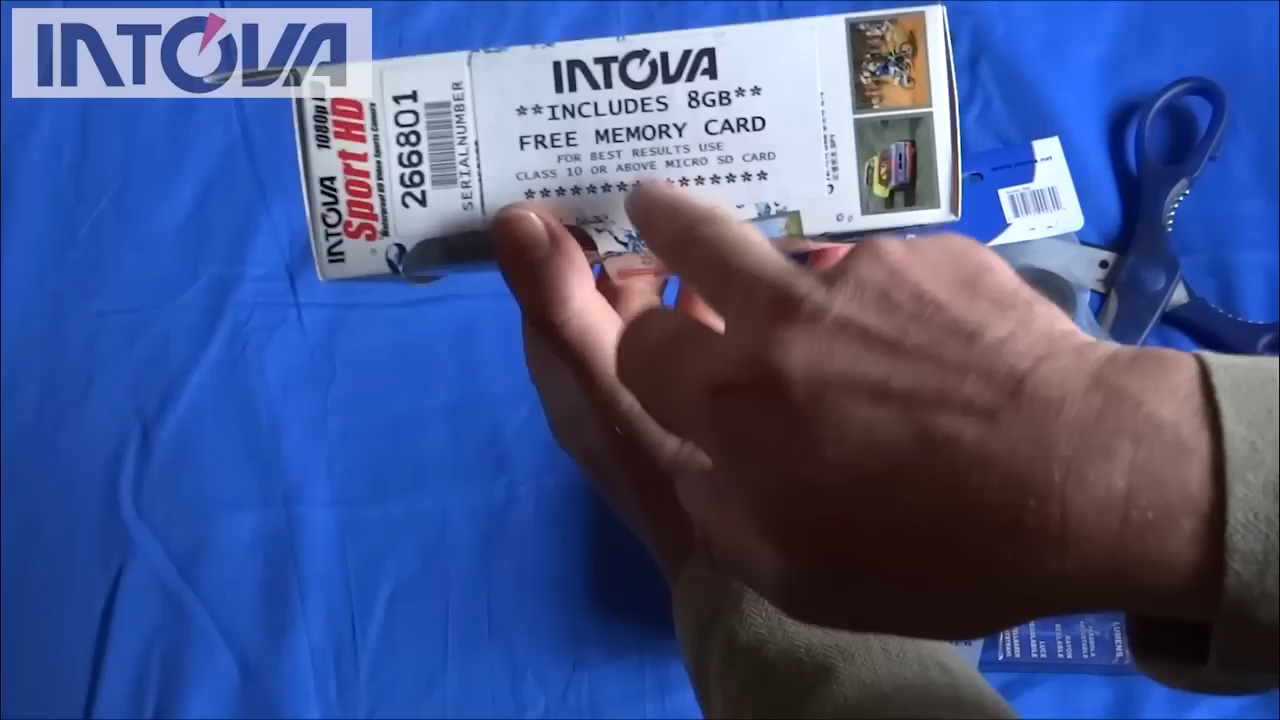 INTOVA
INTOVA
**INCLUDES 8GB**
FREE MEMORY CARD
FOR BEST RESULTS USE
CLASS 10 OR ABOVE MICRO SD CARD
***************
INTOVA
Sport HD
1080p
266801
SERIALNUMBER
LUMENS